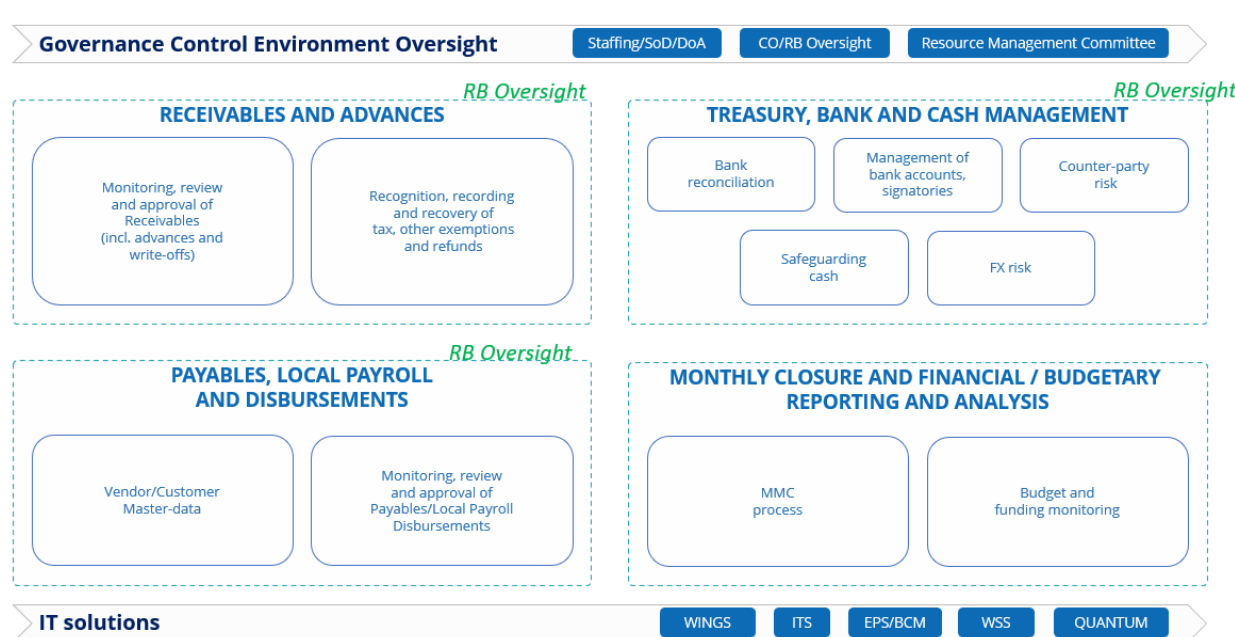 Governance Control Environment Oversight
Staffing/SoD/DoA
CO/RB Oversight
Resource Management Committee
RB Oversight
RECEIVABLES AND ADVANCES
Monitoring, review
and approval of
Receivables
(incl. advances and
write-offs)
Recognition, recording
and recovery of
tax, other exemptions
and refunds
RB Oversight
TREASURY, BANK AND CASH MANAGEMENT
Bank
reconciliation
Management of
bank accounts,
signatories
Counter-party
risk
Safeguarding
cash
FX risk
RB Oversight
PAYABLES, LOCAL PAYROLL
AND DISBURSEMENTS
Vendor/Customer
Master-data
Monitoring, review
and approval of
Payables/Local Payroll
Disbursements
MONTHLY CLOSURE AND FINANCIAL / BUDGETARY
REPORTING AND ANALYSIS
MMC
process
Budget and
funding monitoring
IT solutions
WINGS
ITS
EPS/BCM
WSS
QUANTUM